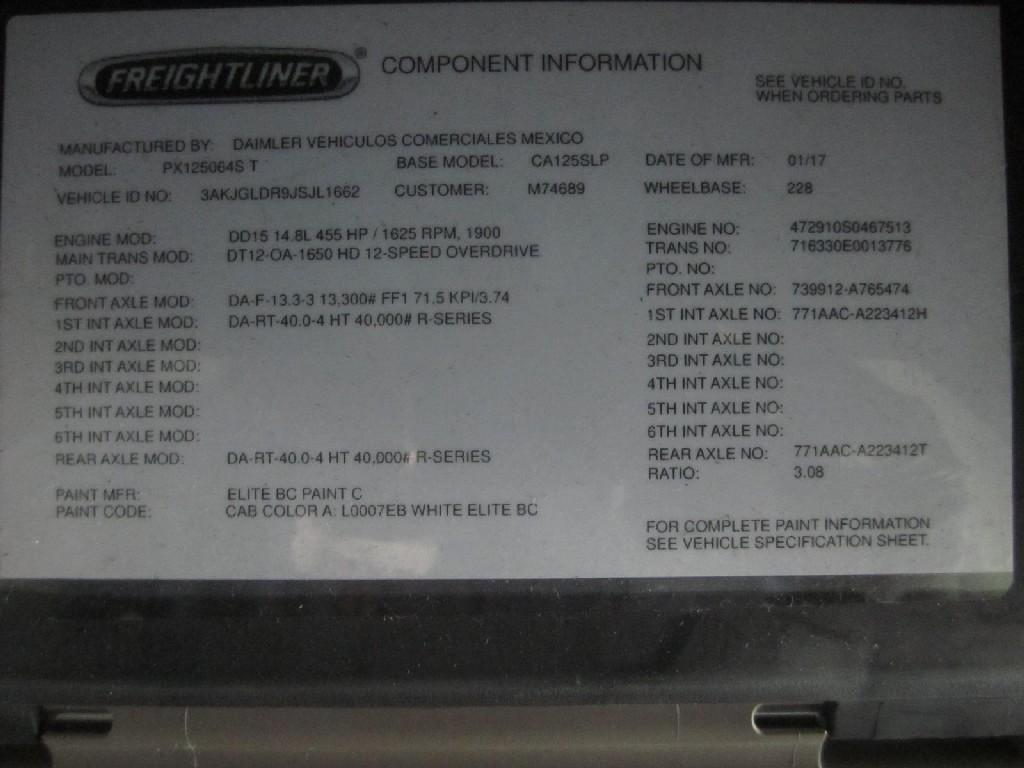 FREIGHTLINER® COMPONENT INFORMATION
SEE VEHICLE ID NO.
WHEN ORDERING PARTS
MANUFACTURED BY: DAIMLER VEHICULOS COMERCIALES MEXICO
MODEL: PX125064S T BASE MODEL: CA125SLP DATE OF MFR: 01/17
VEHICLE ID NO: 3AKJGLDR9JSJL1662 CUSTOMER: M74689 WHEELBASE: 228
ENGINE MOD: DD15 14.8L 455 HP / 1625 RPM, 1900 ENGINE NO: 472910S0467513
MAIN TRANS MOD: DT12-OA-1650 HD 12-SPEED OVERDRIVE TRANS NO: 716330E0013776
PTO. MOD: PTO. NO:
FRONT AXLE MOD: DA-F-13.3-3 13,300# FF1 71.5 KPI/3.74 FRONT AXLE NO: 739912-A765474
1ST INT AXLE MOD: DA-RT-40.0-4 HT 40,000# R-SERIES 1ST INT AXLE NO: 771AAC-A223412H
2ND INT AXLE MOD: 2ND INT AXLE NO:
3RD INT AXLE MOD: 3RD INT AXLE NO:
4TH INT AXLE MOD: 4TH INT AXLE NO:
5TH INT AXLE MOD: 5TH INT AXLE NO:
6TH INT AXLE MOD: 6TH INT AXLE NO:
REAR AXLE MOD: DA-RT-40.0-4 HT 40,000# R-SERIES REAR AXLE NO: 771AAC-A223412T
RATIO: 3.08
PAINT MFR: ELITE BC PAINT C
PAINT CODE: CAB COLOR A: L0007EB WHITE ELITE BC
FOR COMPLETE PAINT INFORMATION
SEE VEHICLE SPECIFICATION SHEET.